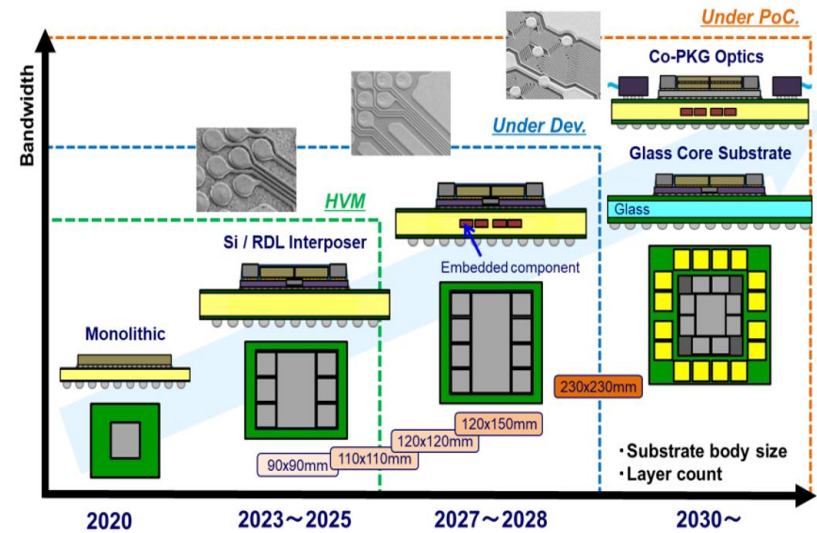 Under PoC.
Co-PKG Optics
Bandwidth
Under Dev.
Glass Core Substrate
HVM
Glass
Si / RDL Interposer
Embedded component
Monolithic
230x230mm
120x150mm
120x120mm
110x110mm
90x90mm
・Substrate body size
・Layer count
2020
2023～2025
2027～2028
2030～